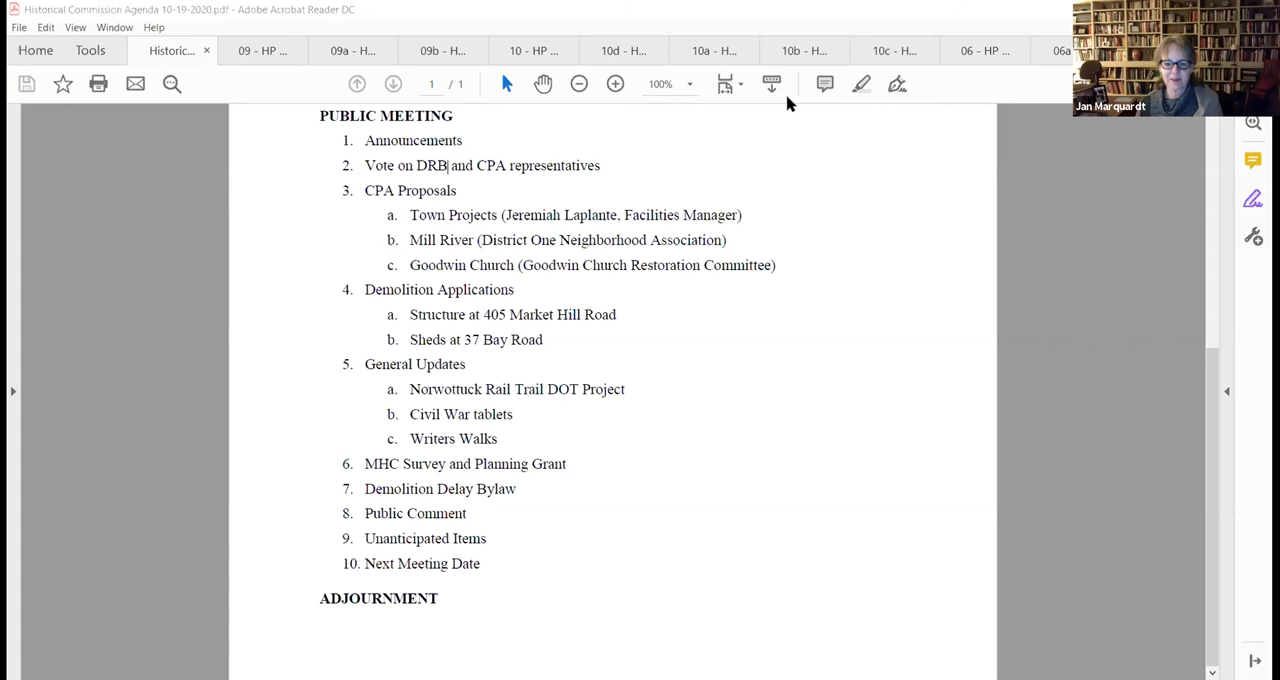 Historical Commission Agenda 10-19-2020.pdf - Adobe Acrobat Reader DC
File Edit View Window Help
Home Tools Historic... × 09 - HP ... 09a - H... 09b - H... 10 - HP ... 10d - H... 10a - H... 10b - H... 10c - H... 06 - HP ... 06a
1 / 1 100%
Jan Marquardt
PUBLIC MEETING
1. Announcements
2. Vote on DRB and CPA representatives
3. CPA Proposals
a. Town Projects (Jeremiah Laplante, Facilities Manager)
b. Mill River (District One Neighborhood Association)
c. Goodwin Church (Goodwin Church Restoration Committee)
4. Demolition Applications
a. Structure at 405 Market Hill Road
b. Sheds at 37 Bay Road
5. General Updates
a. Norwottuck Rail Trail DOT Project
b. Civil War tablets
c. Writers Walks
6. MHC Survey and Planning Grant
7. Demolition Delay Bylaw
8. Public Comment
9. Unanticipated Items
10. Next Meeting Date
ADJOURNMENT